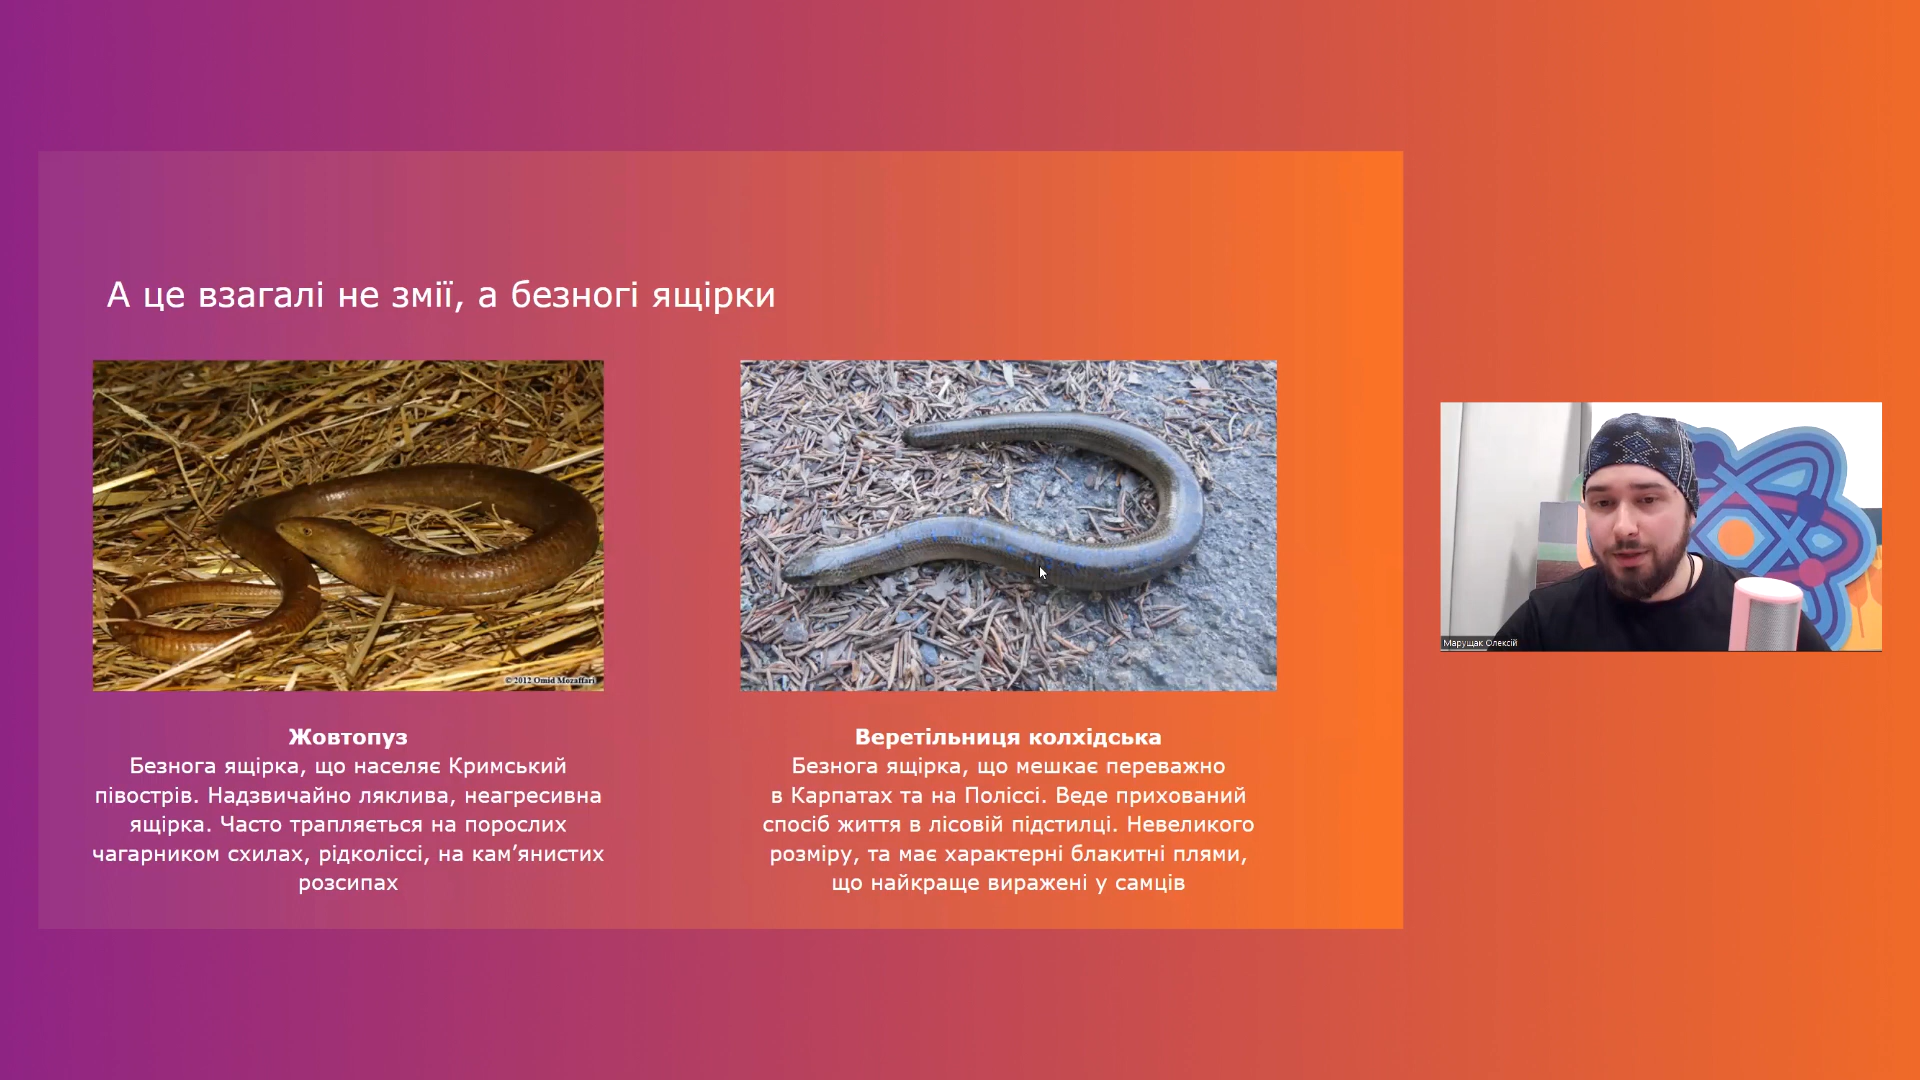 А це взагалі не змії, а безногі ящірки
© 2012 Omid Mozaffari
Жовтопуз
Безнога ящірка, що населяє Кримський
півострів. Надзвичайно ляклива, неагресивна
ящірка. Часто трапляється на порослих
чагарником схилах, рідколіссі, на кам’янистих
розсипах
Веретільниця колхідська
Безнога ящірка, що мешкає переважно
в Карпатах та на Поліссі. Веде прихований
спосіб життя в лісовій підстилці. Невеликого
розміру, та має характерні блакитні плями,
що найкраще виражені у самців
Марущак Олексій